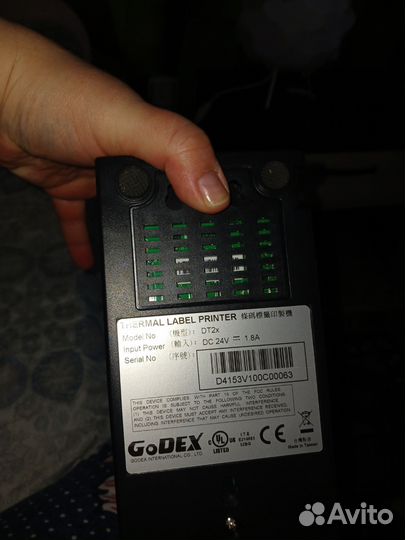 THERMAL LABEL PRINTER 條碼標籤印製機
Model No (機型): DT2x
Input Power (輸入): DC 24V ⎓ 1.8A
Serial No (序號):
D4153V100C00063
THIS DEVICE COMPLIES WITH PART 15 OF FCC RULES
OPERATION IS SUBJECT TO THE FOLLOWING TWO CONDITIONS
(1) THIS DEVICE MAY NOT CAUSE HARMFUL INTERFERENCE
AND (2) THIS DEVICE MUST ACCEPT ANY INTERFERENCE RECEIVED
INCLUDING INTERFERENCE THAT MAY CAUSE UNDESIRED OPERATION
GoDEX
GODEX INTERNATIONAL CO., LTD
c UL US
LISTED
I.T.E.
CE
Made in Taiwan
Avito